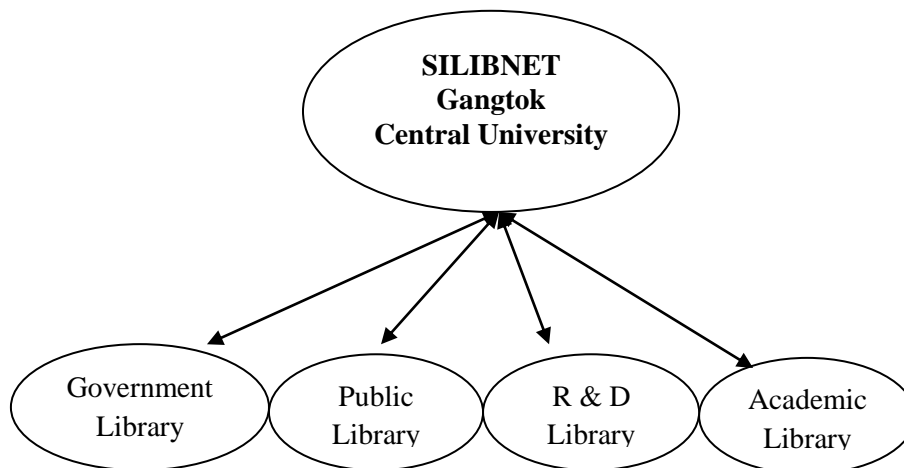 SILIBNET
Gangtok
Central University
Government
Library
Public
Library
R & D
Library
Academic
Library